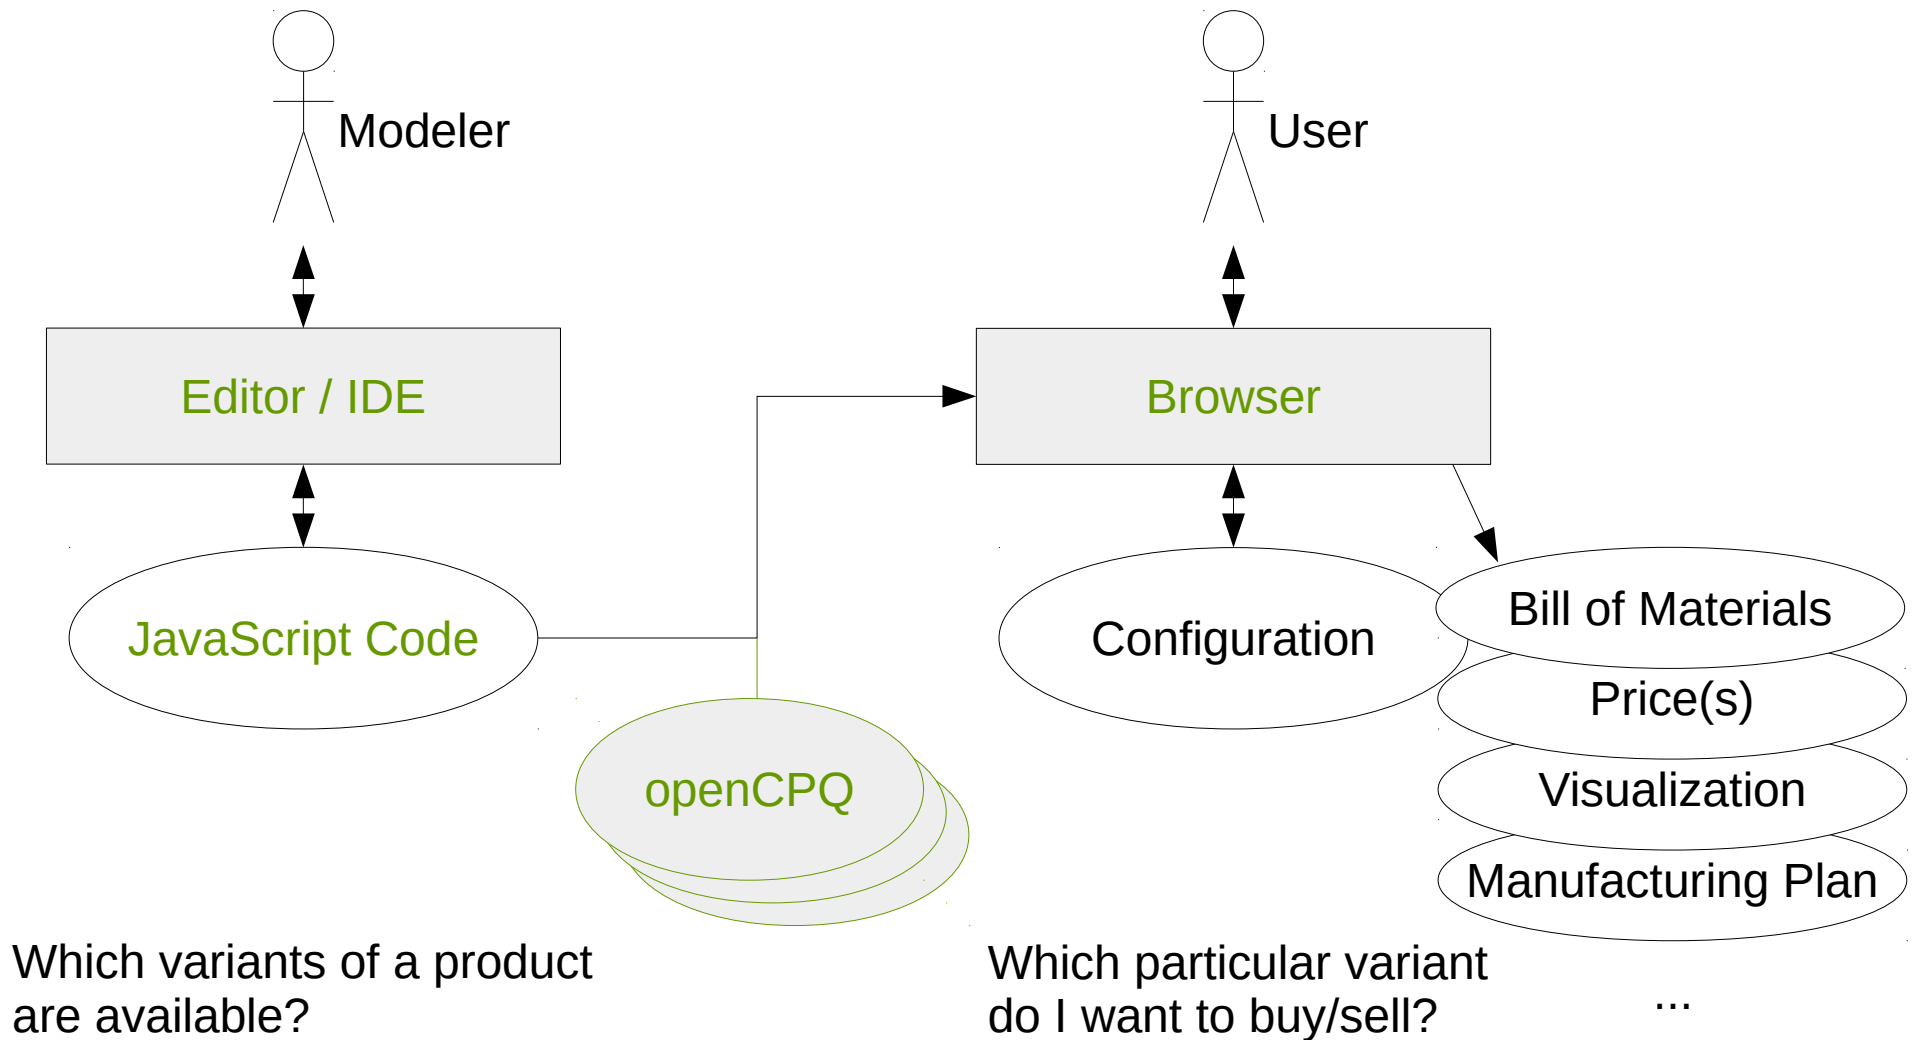 Modeler
User
Editor / IDE
Browser
JavaScript Code
Configuration
Bill of Materials
Price(s)
openCPQ
Visualization
Manufacturing Plan
Which variants of a product
are available?
Which particular variant
do I want to buy/sell?
...